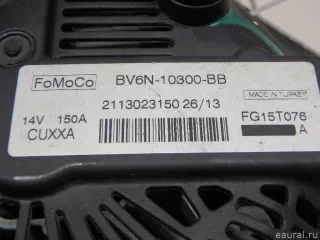 FoMoCo BV6N-10300-BB MADE IN TURKEY
2113023150 26/13
14V 150A FG15T076
CUXXA A
© eaural.ru